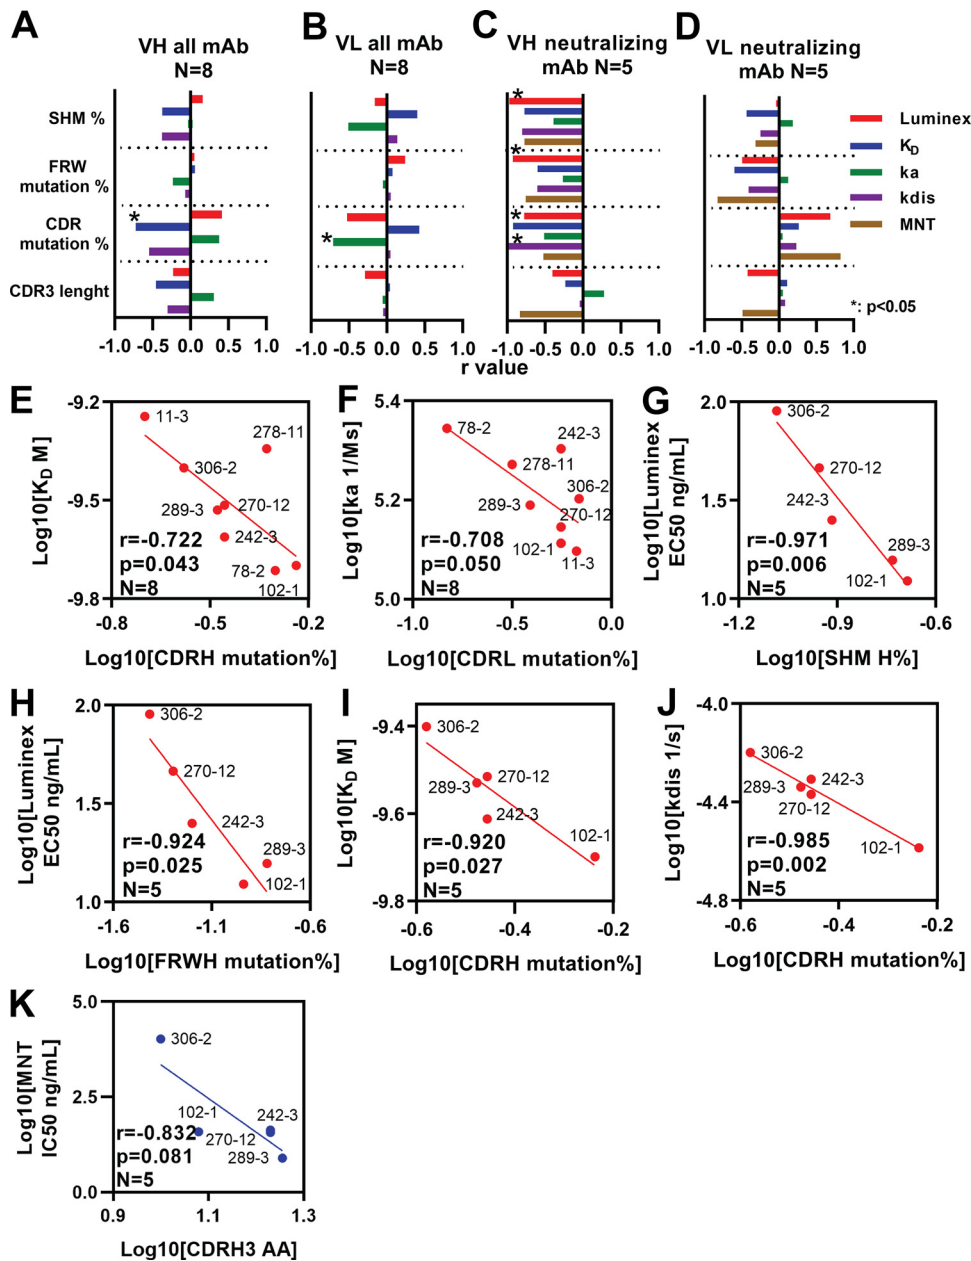 A
VH all mAb
N=8
B
VL all mAb
N=8
C
VH neutralizing
mAb N=5
D
VL neutralizing
mAb N=5
SHM %
FRW
mutation %
CDR
mutation %
CDR3 lenght
*
*
*
*
*
*
Luminex
KD
ka
kdis
MNT
*: p<0.05
-1.0 -0.5 0.0 0.5 1.0
-1.0 -0.5 0.0 0.5 1.0
-1.0 -0.5 0.0 0.5 1.0
-1.0 -0.5 0.0 0.5 1.0
r value
E
Log10[KD M]
-9.2
-9.5
-9.8
11-3
278-11
306-2
270-12
289-3
242-3
78-2
102-1
r=-0.722
p=0.043
N=8
-0.8 -0.5 -0.2
Log10[CDRH mutation%]
F
Log10[ka 1/Ms]
5.4
5.2
5.0
78-2
242-3
278-11
306-2
289-3
270-12
102-1
11-3
r=-0.708
p=0.050
N=8
-1.0 -0.5 0.0
Log10[CDRL mutation%]
G
Log10[Luminex
EC50 ng/mL]
2.0
1.5
1.0
306-2
270-12
242-3
289-3
102-1
r=-0.971
p=0.006
N=5
-1.2 -0.9 -0.6
Log10[SHM H%]
H
Log10[Luminex
EC50 ng/mL]
2.0
1.5
1.0
306-2
270-12
242-3
289-3
102-1
r=-0.924
p=0.025
N=5
-1.6 -1.1 -0.6
Log10[FRWH mutation%]
I
Log10[KD M]
-9.4
-9.6
-9.8
306-2
270-12
289-3
242-3
102-1
r=-0.920
p=0.027
N=5
-0.6 -0.4 -0.2
Log10[CDRH mutation%]
J
Log10[kdis 1/s]
-4.0
-4.4
-4.8
306-2
242-3
289-3
270-12
102-1
r=-0.985
p=0.002
N=5
-0.6 -0.4 -0.2
Log10[CDRH mutation%]
K
Log10[MNT
IC50 ng/mL]
5.0
2.5
0.0
306-2
102-1
242-3
270-12
289-3
r=-0.832
p=0.081
N=5
0.9 1.1 1.3
Log10[CDRH3 AA]